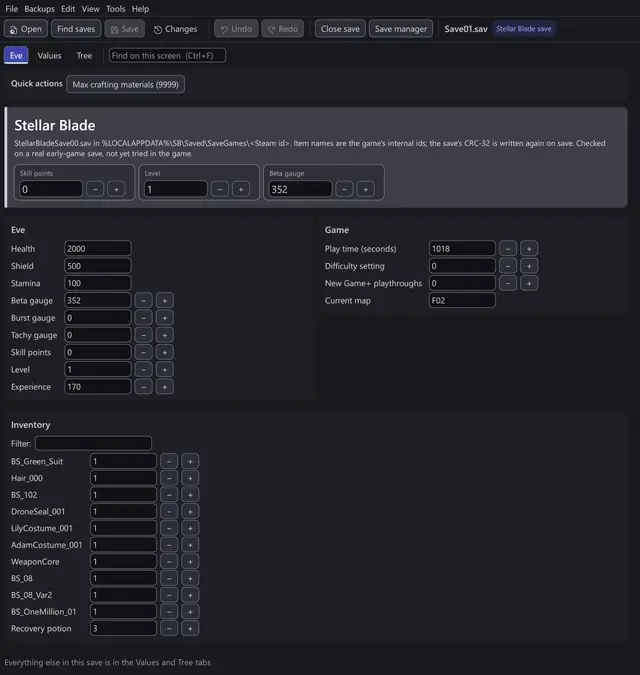 File Backups Edit View Tools Help
Open Find saves Save Changes Undo Redo Close save Save manager Save01.sav Stellar Blade save
Eve Values Tree Find on this screen (Ctrl+F)
Quick actions Max crafting materials (9999)
Stellar Blade
StellarBladeSave00.sav in %LOCALAPPDATA%\SB\Saved\SaveGames\<Steam id>. Item names are the game's internal ids; the save's CRC-32 is written again on save. Checked
on a real early-game save, not yet tried in the game.
Skill points Level Beta gauge
0 − + 1 − + 352 − +
Eve
Health 2000
Shield 500
Stamina 100
Beta gauge 352 − +
Burst gauge 0 − +
Tachy gauge 0 − +
Skill points 0 − +
Level 1 − +
Experience 170 − +
Game
Play time (seconds) 1018 − +
Difficulty setting 0 − +
New Game+ playthroughs 0 − +
Current map F02
Inventory
Filter:
BS_Green_Suit 1 − +
Hair_000 1 − +
BS_102 1 − +
DroneSeal_001 1 − +
LilyCostume_001 1 − +
AdamCostume_001 1 − +
WeaponCore 1 − +
BS_08 1 − +
BS_08_Var2 1 − +
BS_OneMillion_01 1 − +
Recovery potion 3 − +
Everything else in this save is in the Values and Tree tabs.